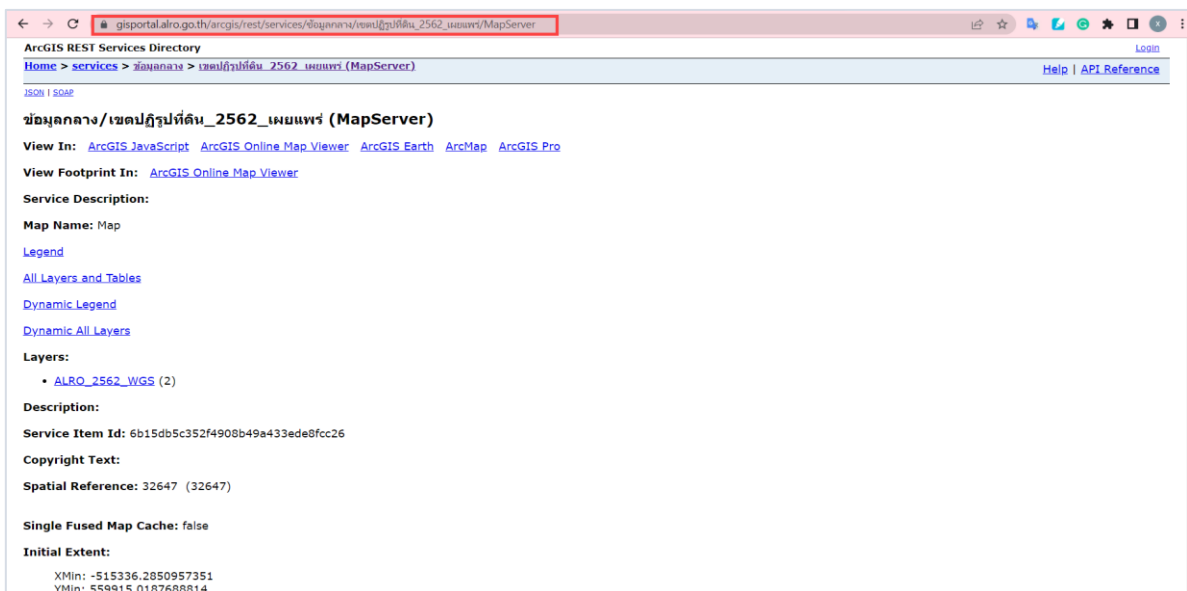 gisportal.alro.go.th/arcgis/rest/services/ข้อมูลกลาง/เขตปฏิรูปที่ดิน_2562_เผยแพร่/MapServer
ArcGIS REST Services Directory
Login
Home > services > ข้อมูลกลาง > เขตปฏิรูปที่ดิน_2562_เผยแพร่ (MapServer)
Help | API Reference
JSON | SOAP
ข้อมูลกลาง/เขตปฏิรูปที่ดิน_2562_เผยแพร่ (MapServer)
View In: ArcGIS JavaScript ArcGIS Online Map Viewer ArcGIS Earth ArcMap ArcGIS Pro
View Footprint In: ArcGIS Online Map Viewer
Service Description:
Map Name: Map
Legend
All Layers and Tables
Dynamic Legend
Dynamic All Layers
Layers:
• ALRO_2562_WGS (2)
Description:
Service Item Id: 6b15db5c352f4908b49a433ede8fcc26
Copyright Text:
Spatial Reference: 32647 (32647)
Single Fused Map Cache: false
Initial Extent:
XMin: -515336.2850957351
YMin: 559915.0187688814